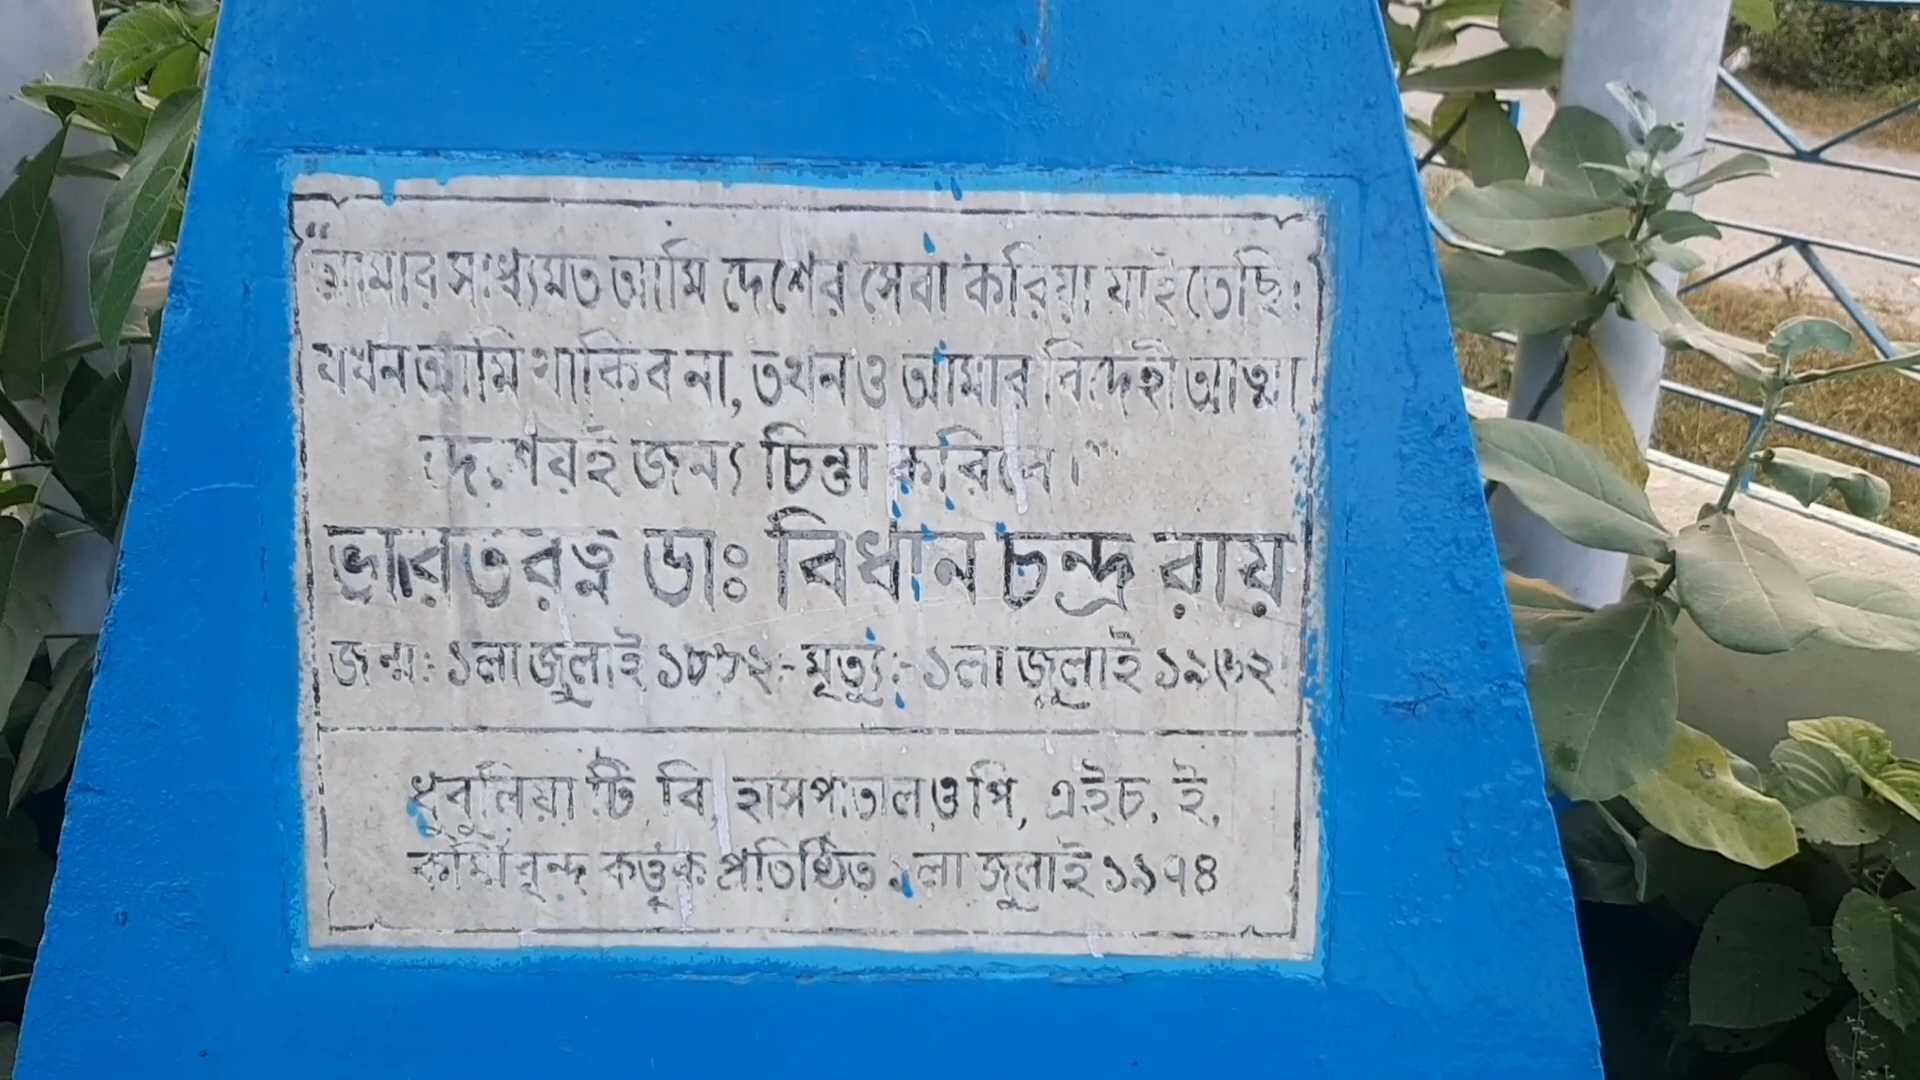 “আমার সাধ্যমত আমি দেশের সেবা করিয়া যাইতেছি।
যখন আমি থাকিব না, তখনও আমার বিদেহী আত্মা
দেশেরই জন্য চিন্তা করিবে।”
ভারতরত্ন ডাঃ বিধান চন্দ্র রায়
জন্ম:- ১লা জুলাই ১৮৮২:- মৃত্যু:- ১লা জুলাই ১৯৬২
ধুবুলিয়া টি, বি, হাসপাতাল ও পি, এইচ, ই,
কর্মীবৃন্দ কর্তৃক প্রতিষ্ঠিত ১লা জুলাই ১৯৭৪